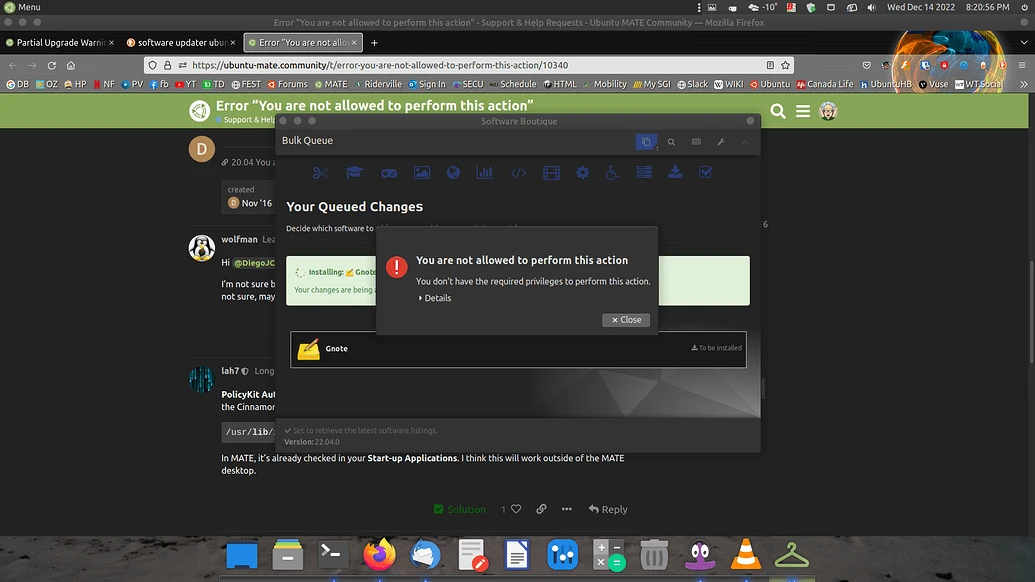 Menu
-10°
Wed Dec 14 2022
8:20:56 PM
Error “You are not allowed to perform this action” - Support & Help Requests - Ubuntu MATE Community — Mozilla Firefox
Partial Upgrade Warni
software updater ubun
Error “You are not allo
https://ubuntu-mate.community/t/error-you-are-not-allowed-to-perform-this-action/10340
DB
OZ
HP
NF
PV
fb
YT
TD
FEST
Forums
MATE
Riderville
Sign In
SECU
Schedule
HTML
Mobility
My SGI
Slack
WIKI
Ubuntu
Canada Life
UbuntuHB
Vuse
WT.Social
Error “You are not allowed to perform this action”
Support & Help
Software Boutique
Bulk Queue
D
20.04 You a
created
D Nov '16
Your Queued Changes
Decide which software to
6
wolfman Lea
Hi @DiegoJC
I’m not sure b
not sure, may
Installing: Gnote
Your changes are being a
You are not allowed to perform this action
You don't have the required privileges to perform this action.
Details
Close
Gnote
To be installed
lah7 Long
PolicyKit Aut
the Cinnamon
/usr/lib/
Set to retrieve the latest software listings.
Version: 22.04.0
In MATE, it’s already checked in your Start-up Applications. I think this will work outside of the MATE
desktop.
Solution
1
Reply